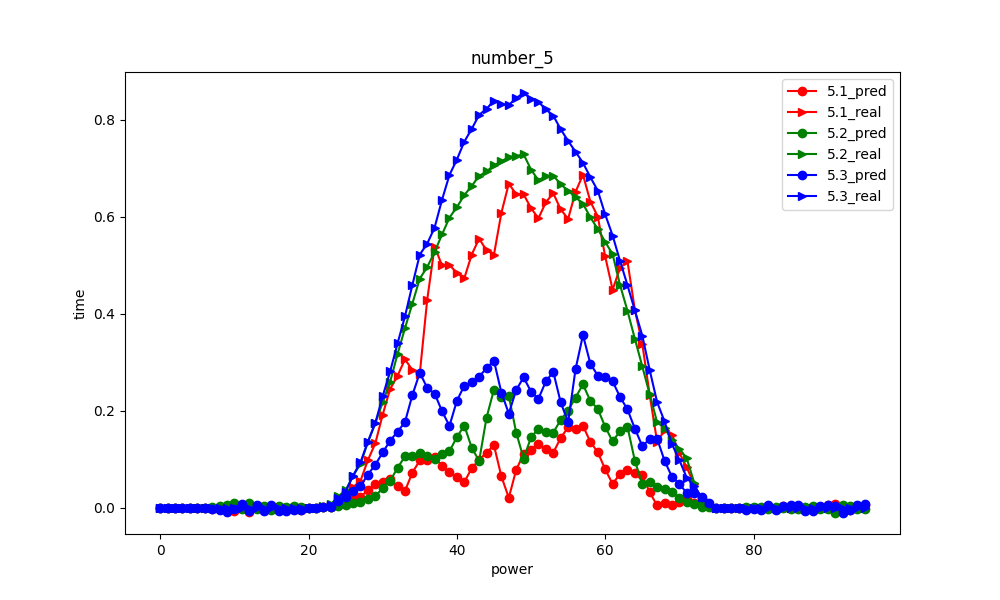 number_5
5.1_pred
5.1_real
5.2_pred
5.2_real
5.3_pred
5.3_real
time
0.8
0.6
0.4
0.2
0.0
0 20 40 60 80
power